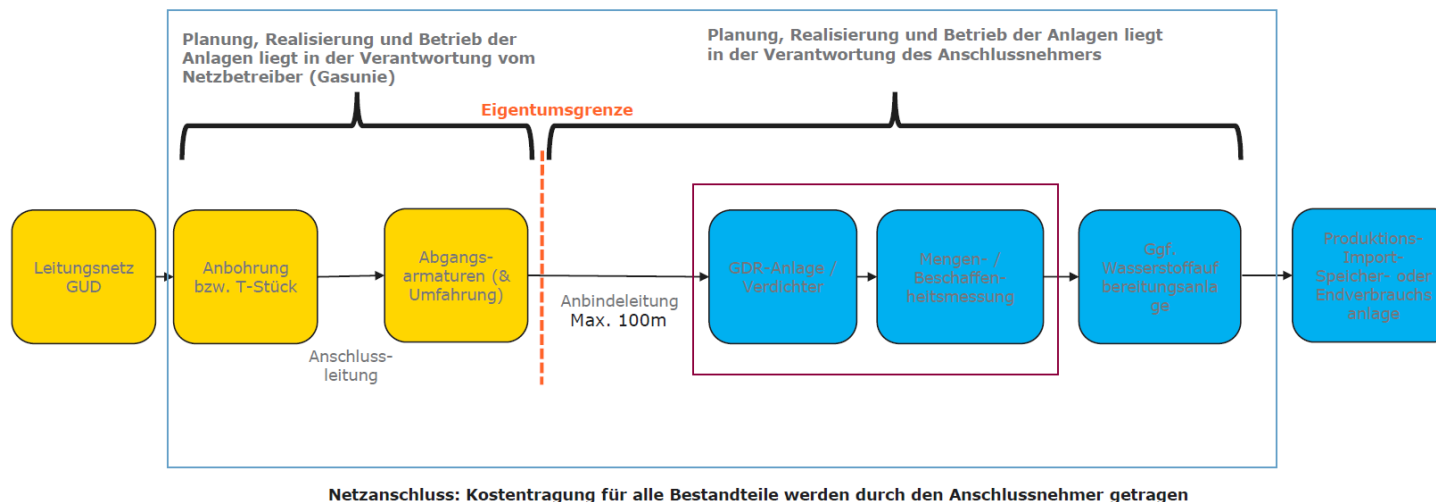 Planung, Realisierung und Betrieb der
Anlagen liegt in der Verantwortung vom
Netzbetreiber (Gasunie)
Planung, Realisierung und Betrieb der Anlagen liegt
in der Verantwortung des Anschlussnehmers
Eigentumsgrenze
Leitungsnetz
GUD
Anbohrung
bzw. T-Stück
Abgangs-
armaturen (&
Umfahrung)
GDR-Anlage /
Verdichter
Mengen- /
Beschaffen-
heitsmessung
Ggf.
Wasserstoffauf
bereitungsanla
ge
Produktions-
Import-
Speicher- oder
Endverbrauchs
anlage
Anschluss-
leitung
Anbindeleitung
Max. 100m
Netzanschluss: Kostentragung für alle Bestandteile werden durch den Anschlussnehmer getragen